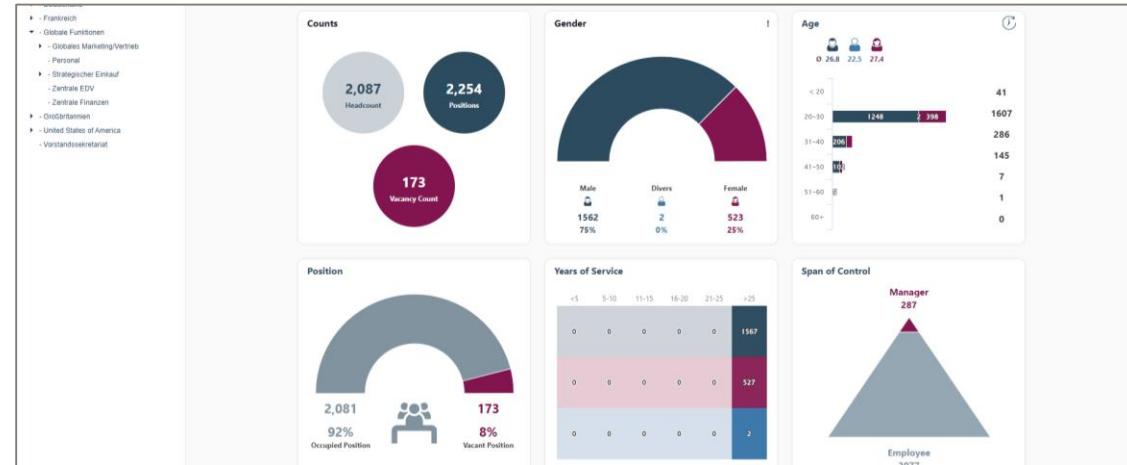 - Frankreich
- Globale Funktionen
- Globales Marketing/Vertrieb
- Personal
- Strategischer Einkauf
- Zentrale EDV
- Zentrale Finanzen
- Großbritannien
- United States of America
- Vorstandssekretariat
Counts
2,087
Headcount
2,254
Positions
173
Vacancy Count
Gender !
Male Divers Female
1562 2 523
75% 0% 25%
Age
Ø 26.8 22.5 27.4
< 20 41
20-30 1248 2 398 1607
31-40 206 286
41-50 145
51-60 7
1
60+ 0
Position
2,081 173
92% 8%
Occupied Position Vacant Position
Years of Service
<5 5-10 11-15 16-20 21-25 >25
0 0 0 0 0 1567
0 0 0 0 0 527
0 0 0 0 0 2
Span of Control
Manager
287
Employee